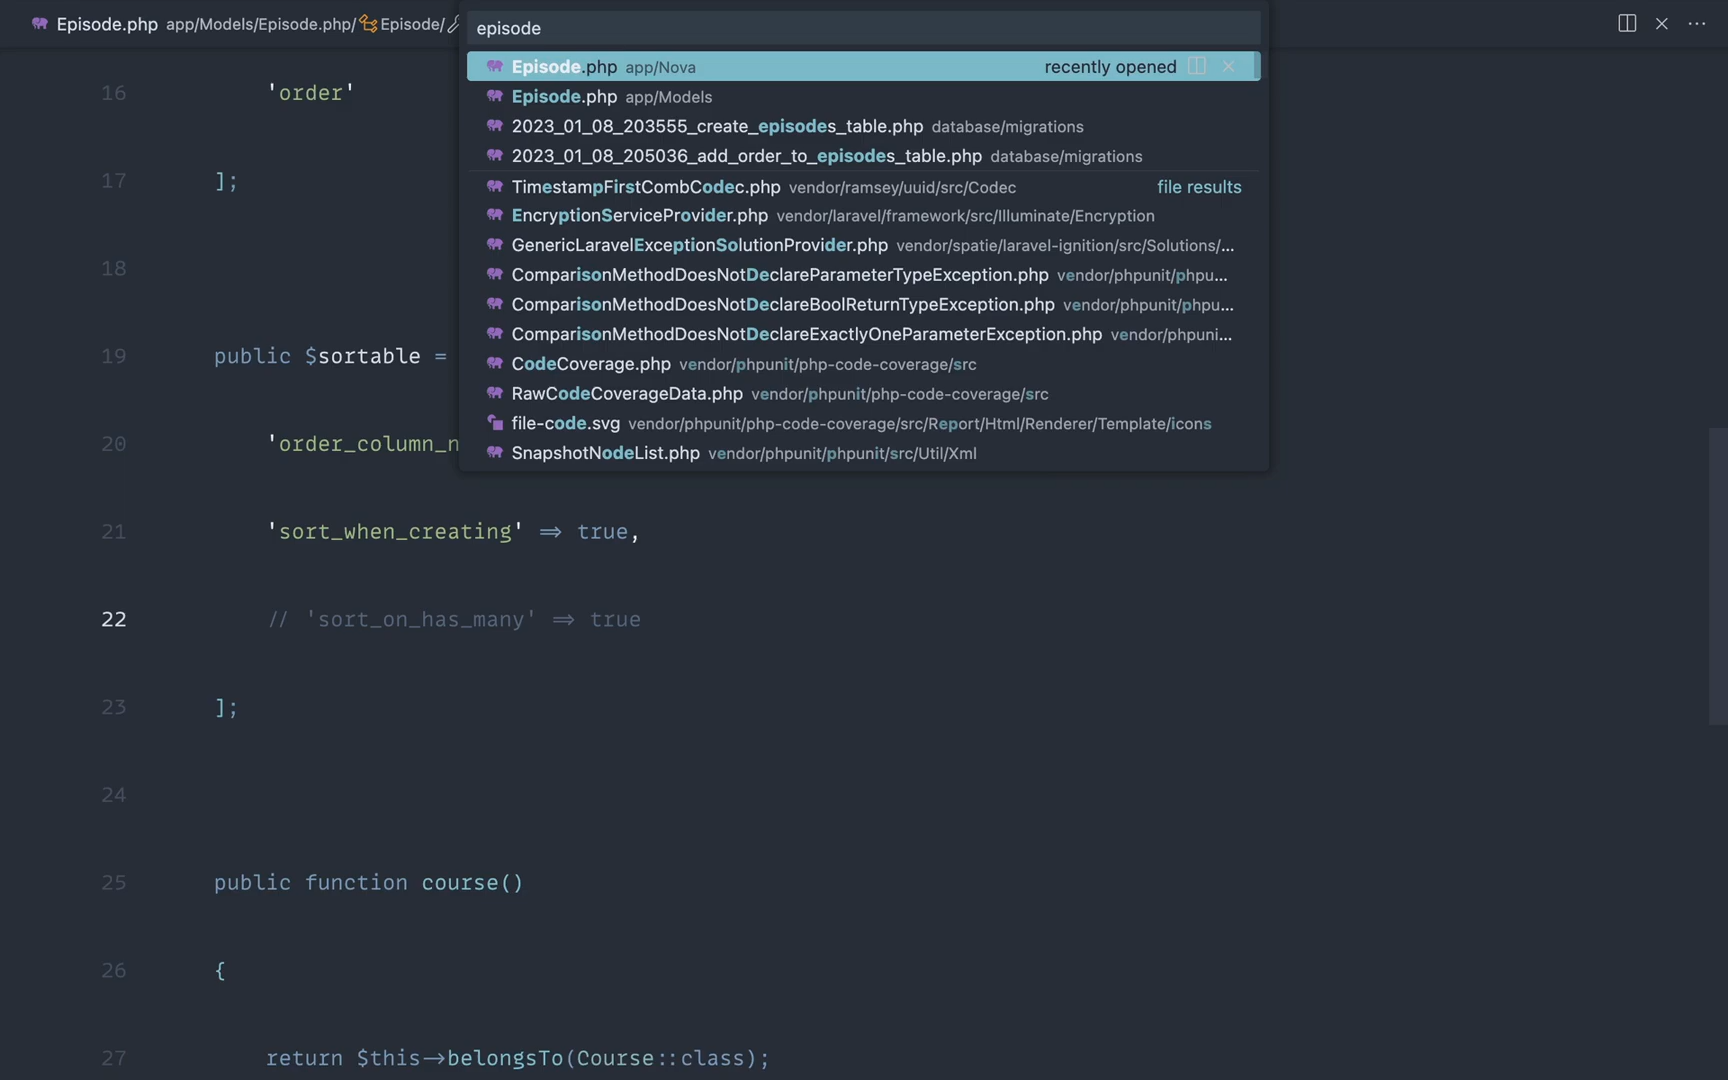 Episode.php app/Models/Episode.php/ Episode/
episode
Episode.php app/Nova recently opened
Episode.php app/Models
2023_01_08_203555_create_episodes_table.php database/migrations
2023_01_08_205036_add_order_to_episodes_table.php database/migrations
TimestampFirstCombCodec.php vendor/ramsey/uuid/src/Codec file results
EncryptionServiceProvider.php vendor/laravel/framework/src/Illuminate/Encryption
GenericLaravelExceptionSolutionProvider.php vendor/spatie/laravel-ignition/src/Solutions/...
ComparisonMethodDoesNotDeclareParameterTypeException.php vendor/phpunit/phpu...
ComparisonMethodDoesNotDeclareBoolReturnTypeException.php vendor/phpunit/phpu...
ComparisonMethodDoesNotDeclareExactlyOneParameterException.php vendor/phpuni...
CodeCoverage.php vendor/phpunit/php-code-coverage/src
RawCodeCoverageData.php vendor/phpunit/php-code-coverage/src
file-code.svg vendor/phpunit/php-code-coverage/src/Report/Html/Renderer/Template/icons
SnapshotNodeList.php vendor/phpunit/phpunit/src/Util/Xml
16 'order'
17 ];
18
19 public $sortable =
20 'order_column_n
21 'sort_when_creating' => true,
22 // 'sort_on_has_many' => true
23 ];
24
25 public function course()
26 {
27 return $this->belongsTo(Course::class);